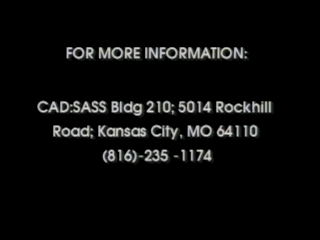 FOR MORE INFORMATION:
CAD:SASS Bldg 210; 5014 Rockhill
Road; Kansas City, MO 64110
(816)-235 -1174